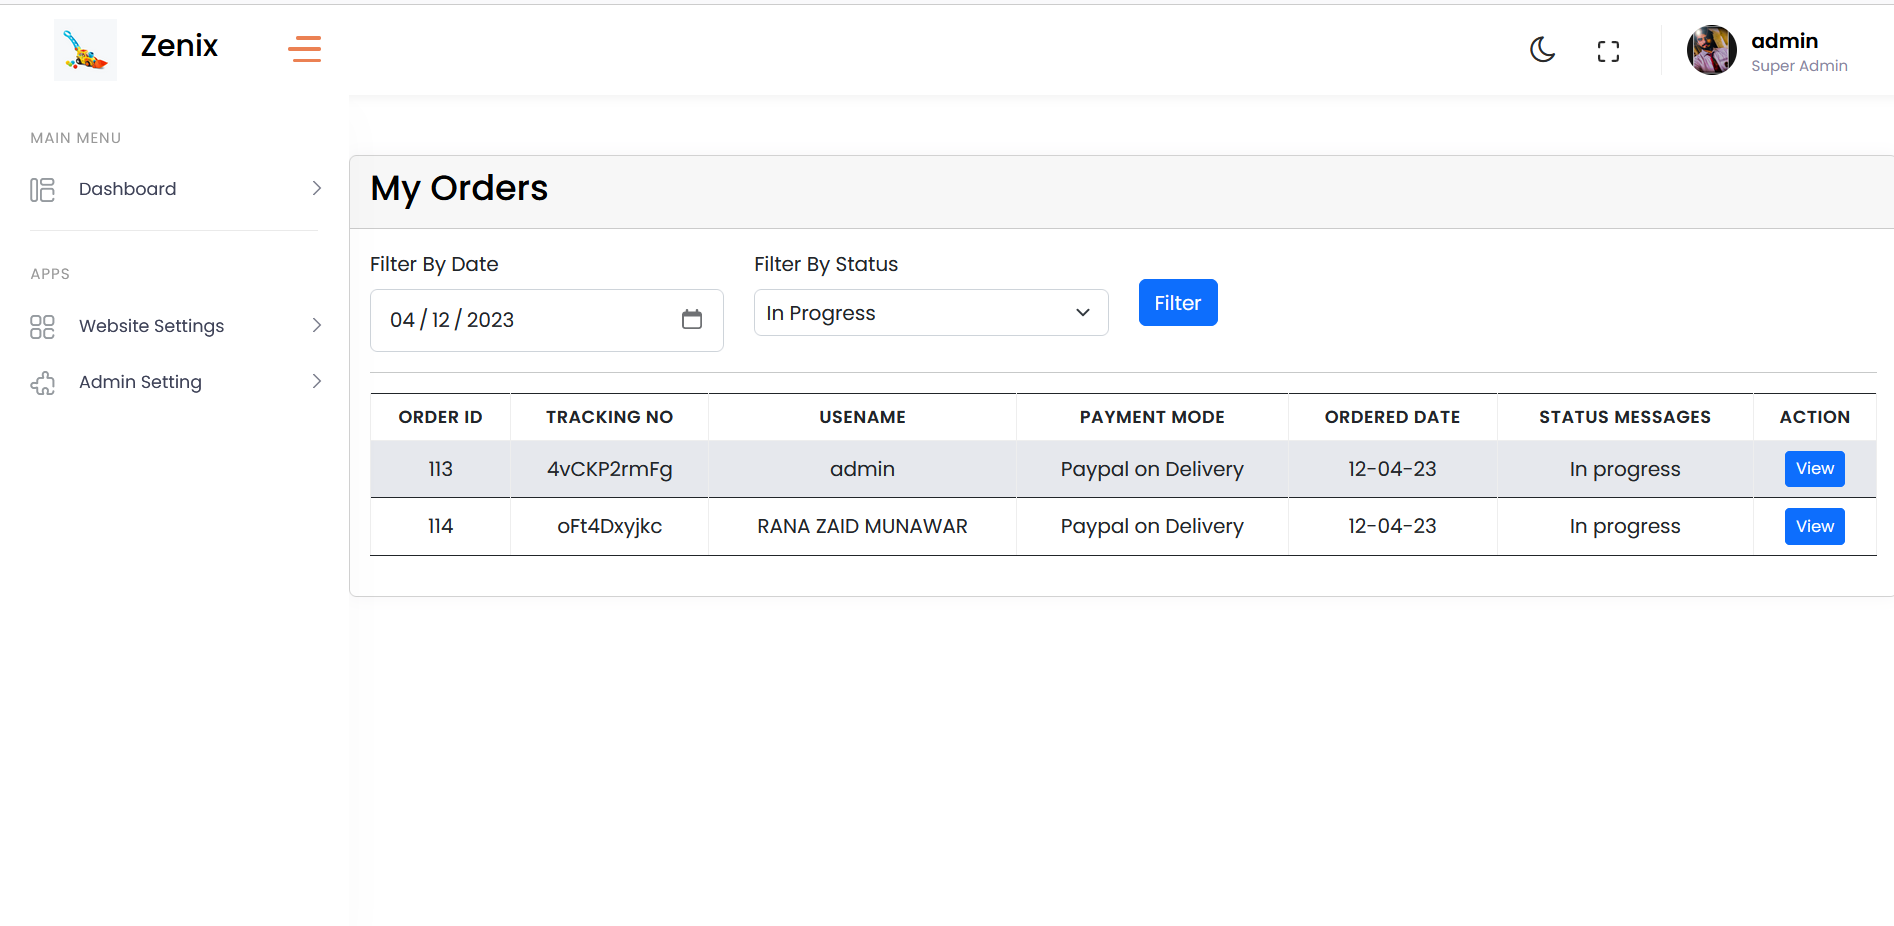 Zenix
admin
Super Admin
MAIN MENU
Dashboard
APPS
Website Settings
Admin Setting
My Orders
Filter By Date
Filter By Status
04 / 12 / 2023
In Progress
Filter
ORDER ID TRACKING NO USENAME PAYMENT MODE ORDERED DATE STATUS MESSAGES ACTION
113 4vCKP2rmFg admin Paypal on Delivery 12-04-23 In progress View
114 oFt4Dxyjkc RANA ZAID MUNAWAR Paypal on Delivery 12-04-23 In progress View